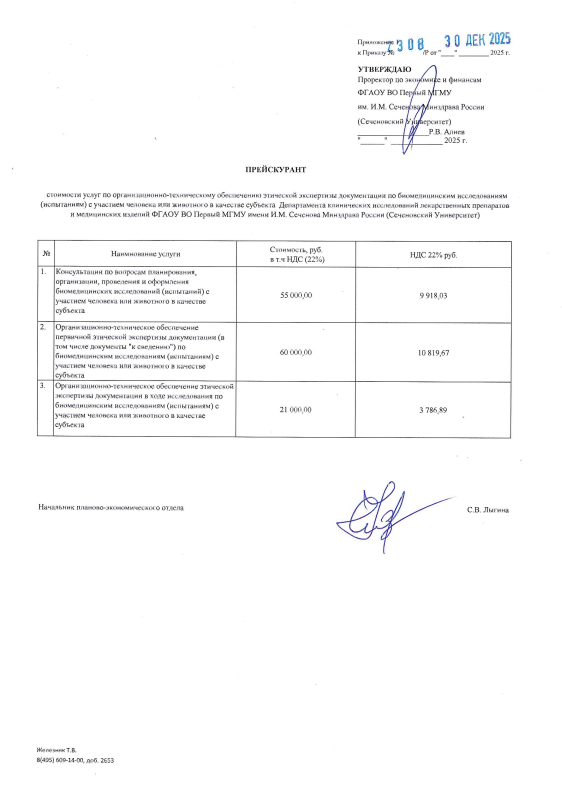 Приложение
к Приказу № 308 /Р от "____" __________ 2025 г.
30 ДЕК 2025
УТВЕРЖДАЮ
Проректор по экономике и финансам
ФГАОУ ВО Первый МГМУ
им. И.М. Сеченова Минздрава России
(Сеченовский Университет)
____________________Р.В. Алиев
"______" ______________ 2025 г.
ПРЕЙСКУРАНТ
стоимости услуг по организационно-техническому обеспечению этической экспертизы документации по биомедицинским исследованиям
(испытаниям) с участием человека или животного в качестве субъекта Департамента клинических исследований лекарственных препаратов
и медицинских изделий ФГАОУ ВО Первый МГМУ имени И.М. Сеченова Минздрава России (Сеченовский Университет)
№ Наимнование услуги Стоимость, руб. НДС 22% руб.
в т.ч НДС (22%)
1. Консультации по вопросам планирования,
организации, проведения и оформления
биомедицинских исследований (испытаний) с
участием человека или животного в качестве
субъекта
55 000,00 9 918,03
2. Организационно-техническое обеспечение
первичной этической экспертизы документации (в
том числе документы "к сведению") по
биомедицинским исследованиям (испытаниям) с
участием человека или животного в качестве
субъекта
60 000,00 10 819,67
3. Организационно-техническое обеспечение этической
экспертизы документации в ходе исследования по
биомедицинским исследованиям (испытаниям) с
участием человека или животного в качестве
субъекта
21 000,00 3 786,89
Начальник планово-экономического отдела С.В. Лыгина
Железник Т.В.
8(495) 609-14-00, доб. 2653